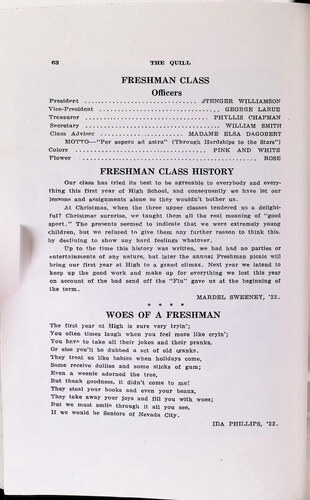 68 THE QUILL
FRESHMAN CLASS
Officers
President ........ STENGER WILLIAMSON
Vice-President ........ GEORGE LARUE
Treasurer ........ PHYLLIS CHAPMAN
Secretary ........ WILLIAM SMITH
Class Adviser ........ MADAME ELSA DAGOBERT
MOTTO—"Per aspera ad astra" (Through Hardships to the Stars")
Colors ........ PINK AND WHITE
Flower ........ ROSE
FRESHMAN CLASS HISTORY
Our class has tried its best to be agreeable to everybody and every-
thing this first year of High School, and consequently we have let our
lessons and assignments alone so they wouldn't bother us.
At Christmas, when the three upper classes tendered us a delight-
ful? Christmas surprise, we taught them all the real meaning of "good
sport." The presents seemed to indicate that we were extremely young
children, but we refused to give them any further reason to think this,
by declining to show any hard feelings whatever.
Up to the time this history was written, we had had no parties or
entertainments of any nature, but later the annual Freshman picnic will
bring our first year at High to a grand climax. Next year we intend to
keep up the good work and make up for everything we lost this year
on account of the bad send off the "Flu" gave us at the beginning of
the term.
MARDEL SWEENEY, '22.
* * * *
WOES OF A FRESHMAN
The first year at High is sure very tryin';
You often times laugh when you feel more like cryin';
You have to take all their jokes and their pranks,
Or else you'll be dubbed a set of old cranks.
They treat us like babies when holidays come,
Some receive dollies and some sticks of gum;
Even a weenie adorned the tree,
But thank goodness, it didn't come to me!
They steal your books and even your beaux,
They take away your joys and fill you with woes;
But we must smile through it all you see,
If we would be Seniors of Nevada City.
IDA PHILLIPS, '22.